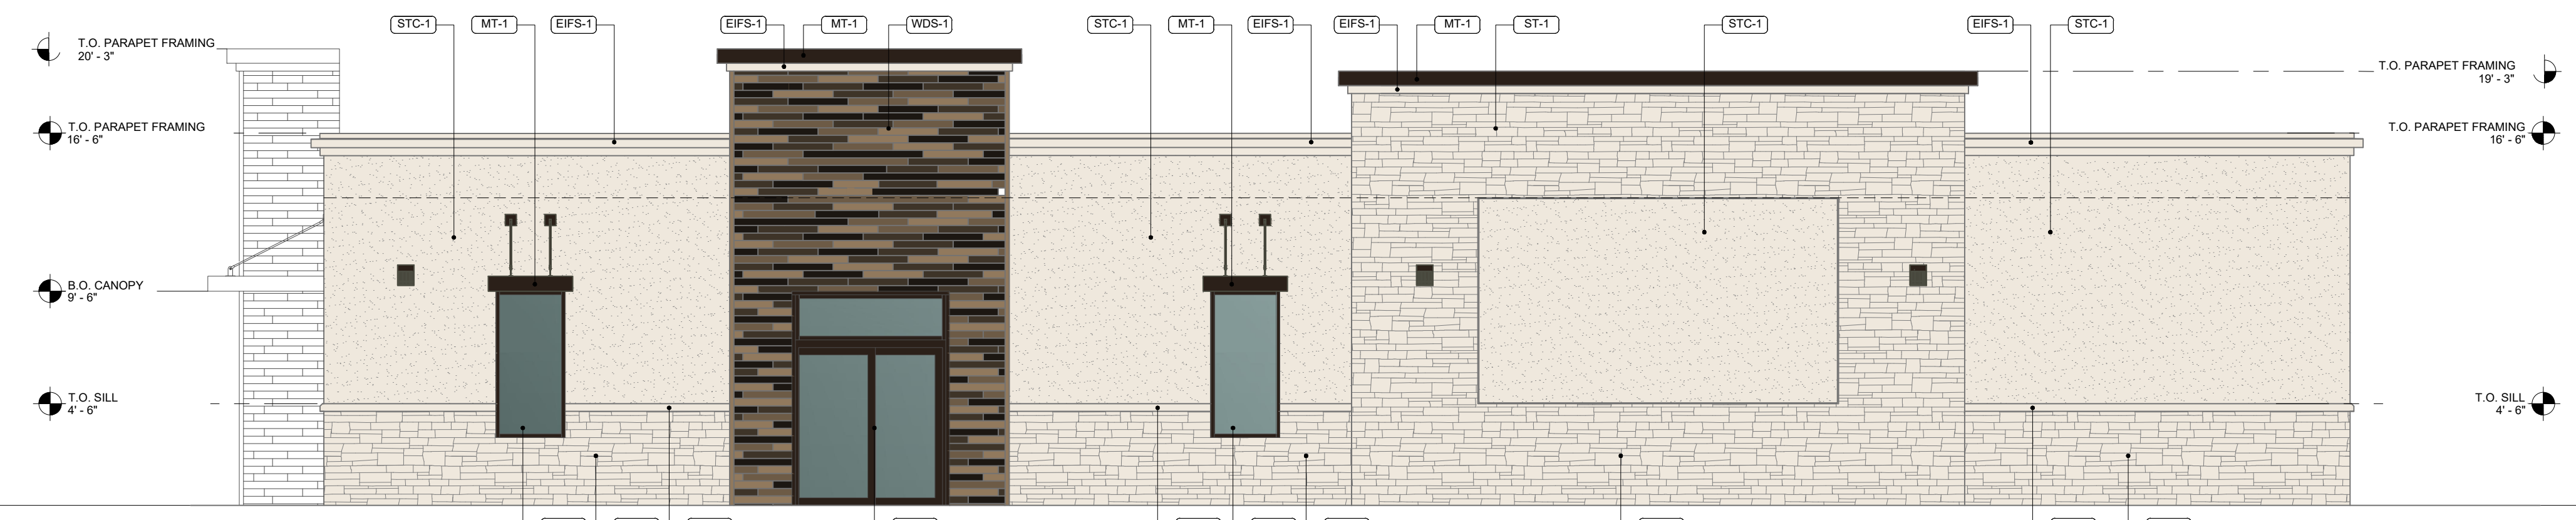 STC-1
MT-1
EIFS-1
EIFS-1
MT-1
WDS-1
STC-1
MT-1
EIFS-1
EIFS-1
MT-1
ST-1
STC-1
EIFS-1
STC-1
T.O. PARAPET FRAMING
20' - 3"
T.O. PARAPET FRAMING
19' - 3"
T.O. PARAPET FRAMING
16' - 6"
T.O. PARAPET FRAMING
16' - 6"
B.O. CANOPY
9' - 6"
T.O. SILL
4' - 6"
T.O. SILL
4' - 6"